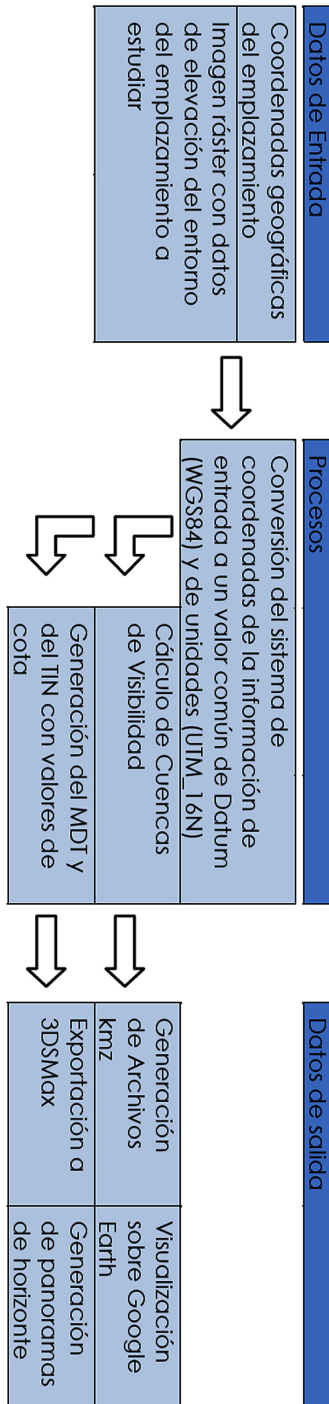 Datos de Entrada
Coordenadas geográficas
del emplazamiento
Imagen ráster con datos
de elevación del entorno
del emplazamiento a
estudiar
Procesos
Conversión del sistema de
coordenadas de la información de
entrada a un valor común de Datum
(WGS84) y de unidades (UTM_16N)
Cálculo de Cuencas
de Visibilidad
Generación del MDT y
del TIN con valores de
cota
Datos de salida
Generación
de Archivos
kmz
Visualización
sobre Google
Earth
Exportación a
3DSMax
Generación
de panoramas
de horizonte